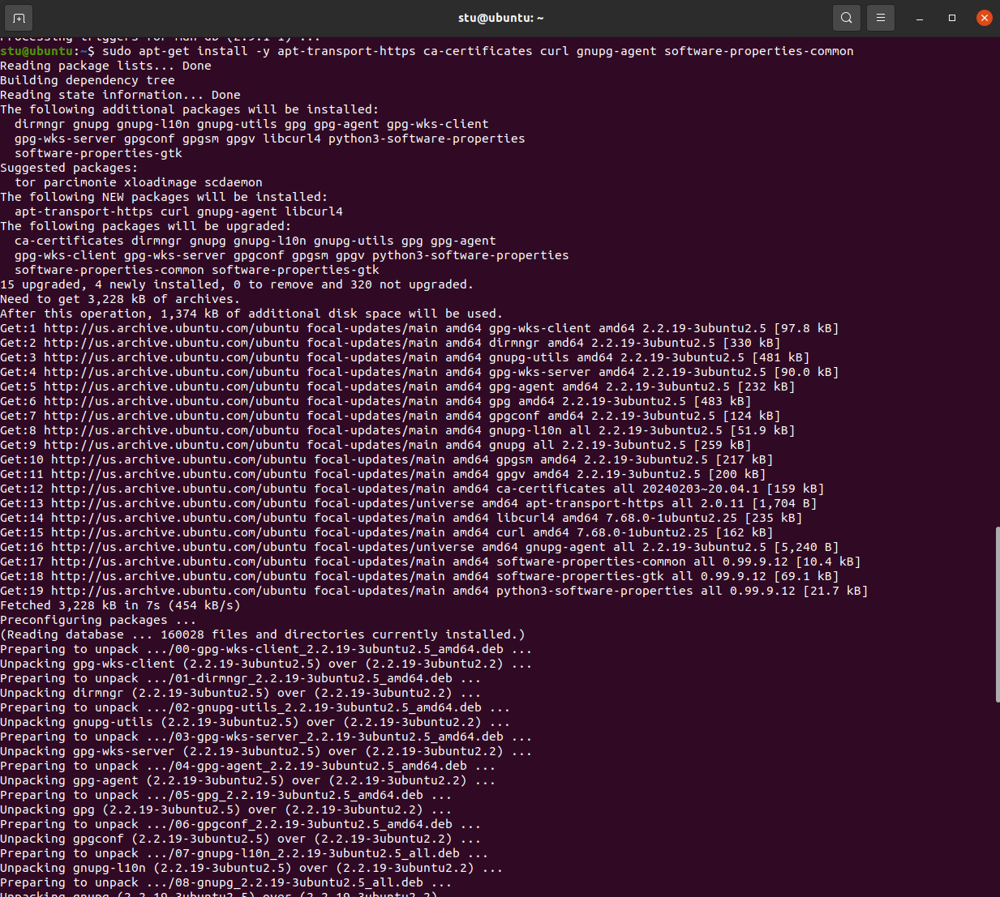 stu@ubuntu: ~
Processing triggers for man-db (2.9.1-1) ...
stu@ubuntu:~$ sudo apt-get install -y apt-transport-https ca-certificates curl gnupg-agent software-properties-common
Reading package lists... Done
Building dependency tree
Reading state information... Done
The following additional packages will be installed:
  dirmngr gnupg gnupg-l10n gnupg-utils gpg gpg-agent gpg-wks-client
  gpg-wks-server gpgconf gpgsm gpgv libcurl4 python3-software-properties
  software-properties-gtk
Suggested packages:
  tor parcimonie xloadimage scdaemon
The following NEW packages will be installed:
  apt-transport-https curl gnupg-agent libcurl4
The following packages will be upgraded:
  ca-certificates dirmngr gnupg gnupg-l10n gnupg-utils gpg gpg-agent
  gpg-wks-client gpg-wks-server gpgconf gpgsm gpgv python3-software-properties
  software-properties-common software-properties-gtk
15 upgraded, 4 newly installed, 0 to remove and 320 not upgraded.
Need to get 3,228 kB of archives.
After this operation, 1,374 kB of additional disk space will be used.
Get:1 http://us.archive.ubuntu.com/ubuntu focal-updates/main amd64 gpg-wks-client amd64 2.2.19-3ubuntu2.5 [97.8 kB]
Get:2 http://us.archive.ubuntu.com/ubuntu focal-updates/main amd64 dirmngr amd64 2.2.19-3ubuntu2.5 [330 kB]
Get:3 http://us.archive.ubuntu.com/ubuntu focal-updates/main amd64 gnupg-utils amd64 2.2.19-3ubuntu2.5 [481 kB]
Get:4 http://us.archive.ubuntu.com/ubuntu focal-updates/main amd64 gpg-wks-server amd64 2.2.19-3ubuntu2.5 [90.0 kB]
Get:5 http://us.archive.ubuntu.com/ubuntu focal-updates/main amd64 gpg-agent amd64 2.2.19-3ubuntu2.5 [232 kB]
Get:6 http://us.archive.ubuntu.com/ubuntu focal-updates/main amd64 gpg amd64 2.2.19-3ubuntu2.5 [483 kB]
Get:7 http://us.archive.ubuntu.com/ubuntu focal-updates/main amd64 gpgconf amd64 2.2.19-3ubuntu2.5 [124 kB]
Get:8 http://us.archive.ubuntu.com/ubuntu focal-updates/main amd64 gnupg-l10n all 2.2.19-3ubuntu2.5 [51.9 kB]
Get:9 http://us.archive.ubuntu.com/ubuntu focal-updates/main amd64 gnupg all 2.2.19-3ubuntu2.5 [259 kB]
Get:10 http://us.archive.ubuntu.com/ubuntu focal-updates/main amd64 gpgsm amd64 2.2.19-3ubuntu2.5 [217 kB]
Get:11 http://us.archive.ubuntu.com/ubuntu focal-updates/main amd64 gpgv amd64 2.2.19-3ubuntu2.5 [200 kB]
Get:12 http://us.archive.ubuntu.com/ubuntu focal-updates/main amd64 ca-certificates all 20240203~20.04.1 [159 kB]
Get:13 http://us.archive.ubuntu.com/ubuntu focal-updates/universe amd64 apt-transport-https all 2.0.11 [1,704 B]
Get:14 http://us.archive.ubuntu.com/ubuntu focal-updates/main amd64 libcurl4 amd64 7.68.0-1ubuntu2.25 [235 kB]
Get:15 http://us.archive.ubuntu.com/ubuntu focal-updates/main amd64 curl amd64 7.68.0-1ubuntu2.25 [162 kB]
Get:16 http://us.archive.ubuntu.com/ubuntu focal-updates/universe amd64 gnupg-agent all 2.2.19-3ubuntu2.5 [5,240 B]
Get:17 http://us.archive.ubuntu.com/ubuntu focal-updates/main amd64 software-properties-common all 0.99.9.12 [10.4 kB]
Get:18 http://us.archive.ubuntu.com/ubuntu focal-updates/main amd64 software-properties-gtk all 0.99.9.12 [69.1 kB]
Get:19 http://us.archive.ubuntu.com/ubuntu focal-updates/main amd64 python3-software-properties all 0.99.9.12 [21.7 kB]
Fetched 3,228 kB in 7s (454 kB/s)
Preconfiguring packages ...
(Reading database ... 160028 files and directories currently installed.)
Preparing to unpack .../00-gpg-wks-client_2.2.19-3ubuntu2.5_amd64.deb ...
Unpacking gpg-wks-client (2.2.19-3ubuntu2.5) over (2.2.19-3ubuntu2.2) ...
Preparing to unpack .../01-dirmngr_2.2.19-3ubuntu2.5_amd64.deb ...
Unpacking dirmngr (2.2.19-3ubuntu2.5) over (2.2.19-3ubuntu2.2) ...
Preparing to unpack .../02-gnupg-utils_2.2.19-3ubuntu2.5_amd64.deb ...
Unpacking gnupg-utils (2.2.19-3ubuntu2.5) over (2.2.19-3ubuntu2.2) ...
Preparing to unpack .../03-gpg-wks-server_2.2.19-3ubuntu2.5_amd64.deb ...
Unpacking gpg-wks-server (2.2.19-3ubuntu2.5) over (2.2.19-3ubuntu2.2) ...
Preparing to unpack .../04-gpg-agent_2.2.19-3ubuntu2.5_amd64.deb ...
Unpacking gpg-agent (2.2.19-3ubuntu2.5) over (2.2.19-3ubuntu2.2) ...
Preparing to unpack .../05-gpg_2.2.19-3ubuntu2.5_amd64.deb ...
Unpacking gpg (2.2.19-3ubuntu2.5) over (2.2.19-3ubuntu2.2) ...
Preparing to unpack .../06-gpgconf_2.2.19-3ubuntu2.5_amd64.deb ...
Unpacking gpgconf (2.2.19-3ubuntu2.5) over (2.2.19-3ubuntu2.2) ...
Preparing to unpack .../07-gnupg-l10n_2.2.19-3ubuntu2.5_all.deb ...
Unpacking gnupg-l10n (2.2.19-3ubuntu2.5) over (2.2.19-3ubuntu2.2) ...
Preparing to unpack .../08-gnupg_2.2.19-3ubuntu2.5_all.deb ...
Unpacking gnupg (2.2.19-3ubuntu2.5) over (2.2.19-3ubuntu2.2)